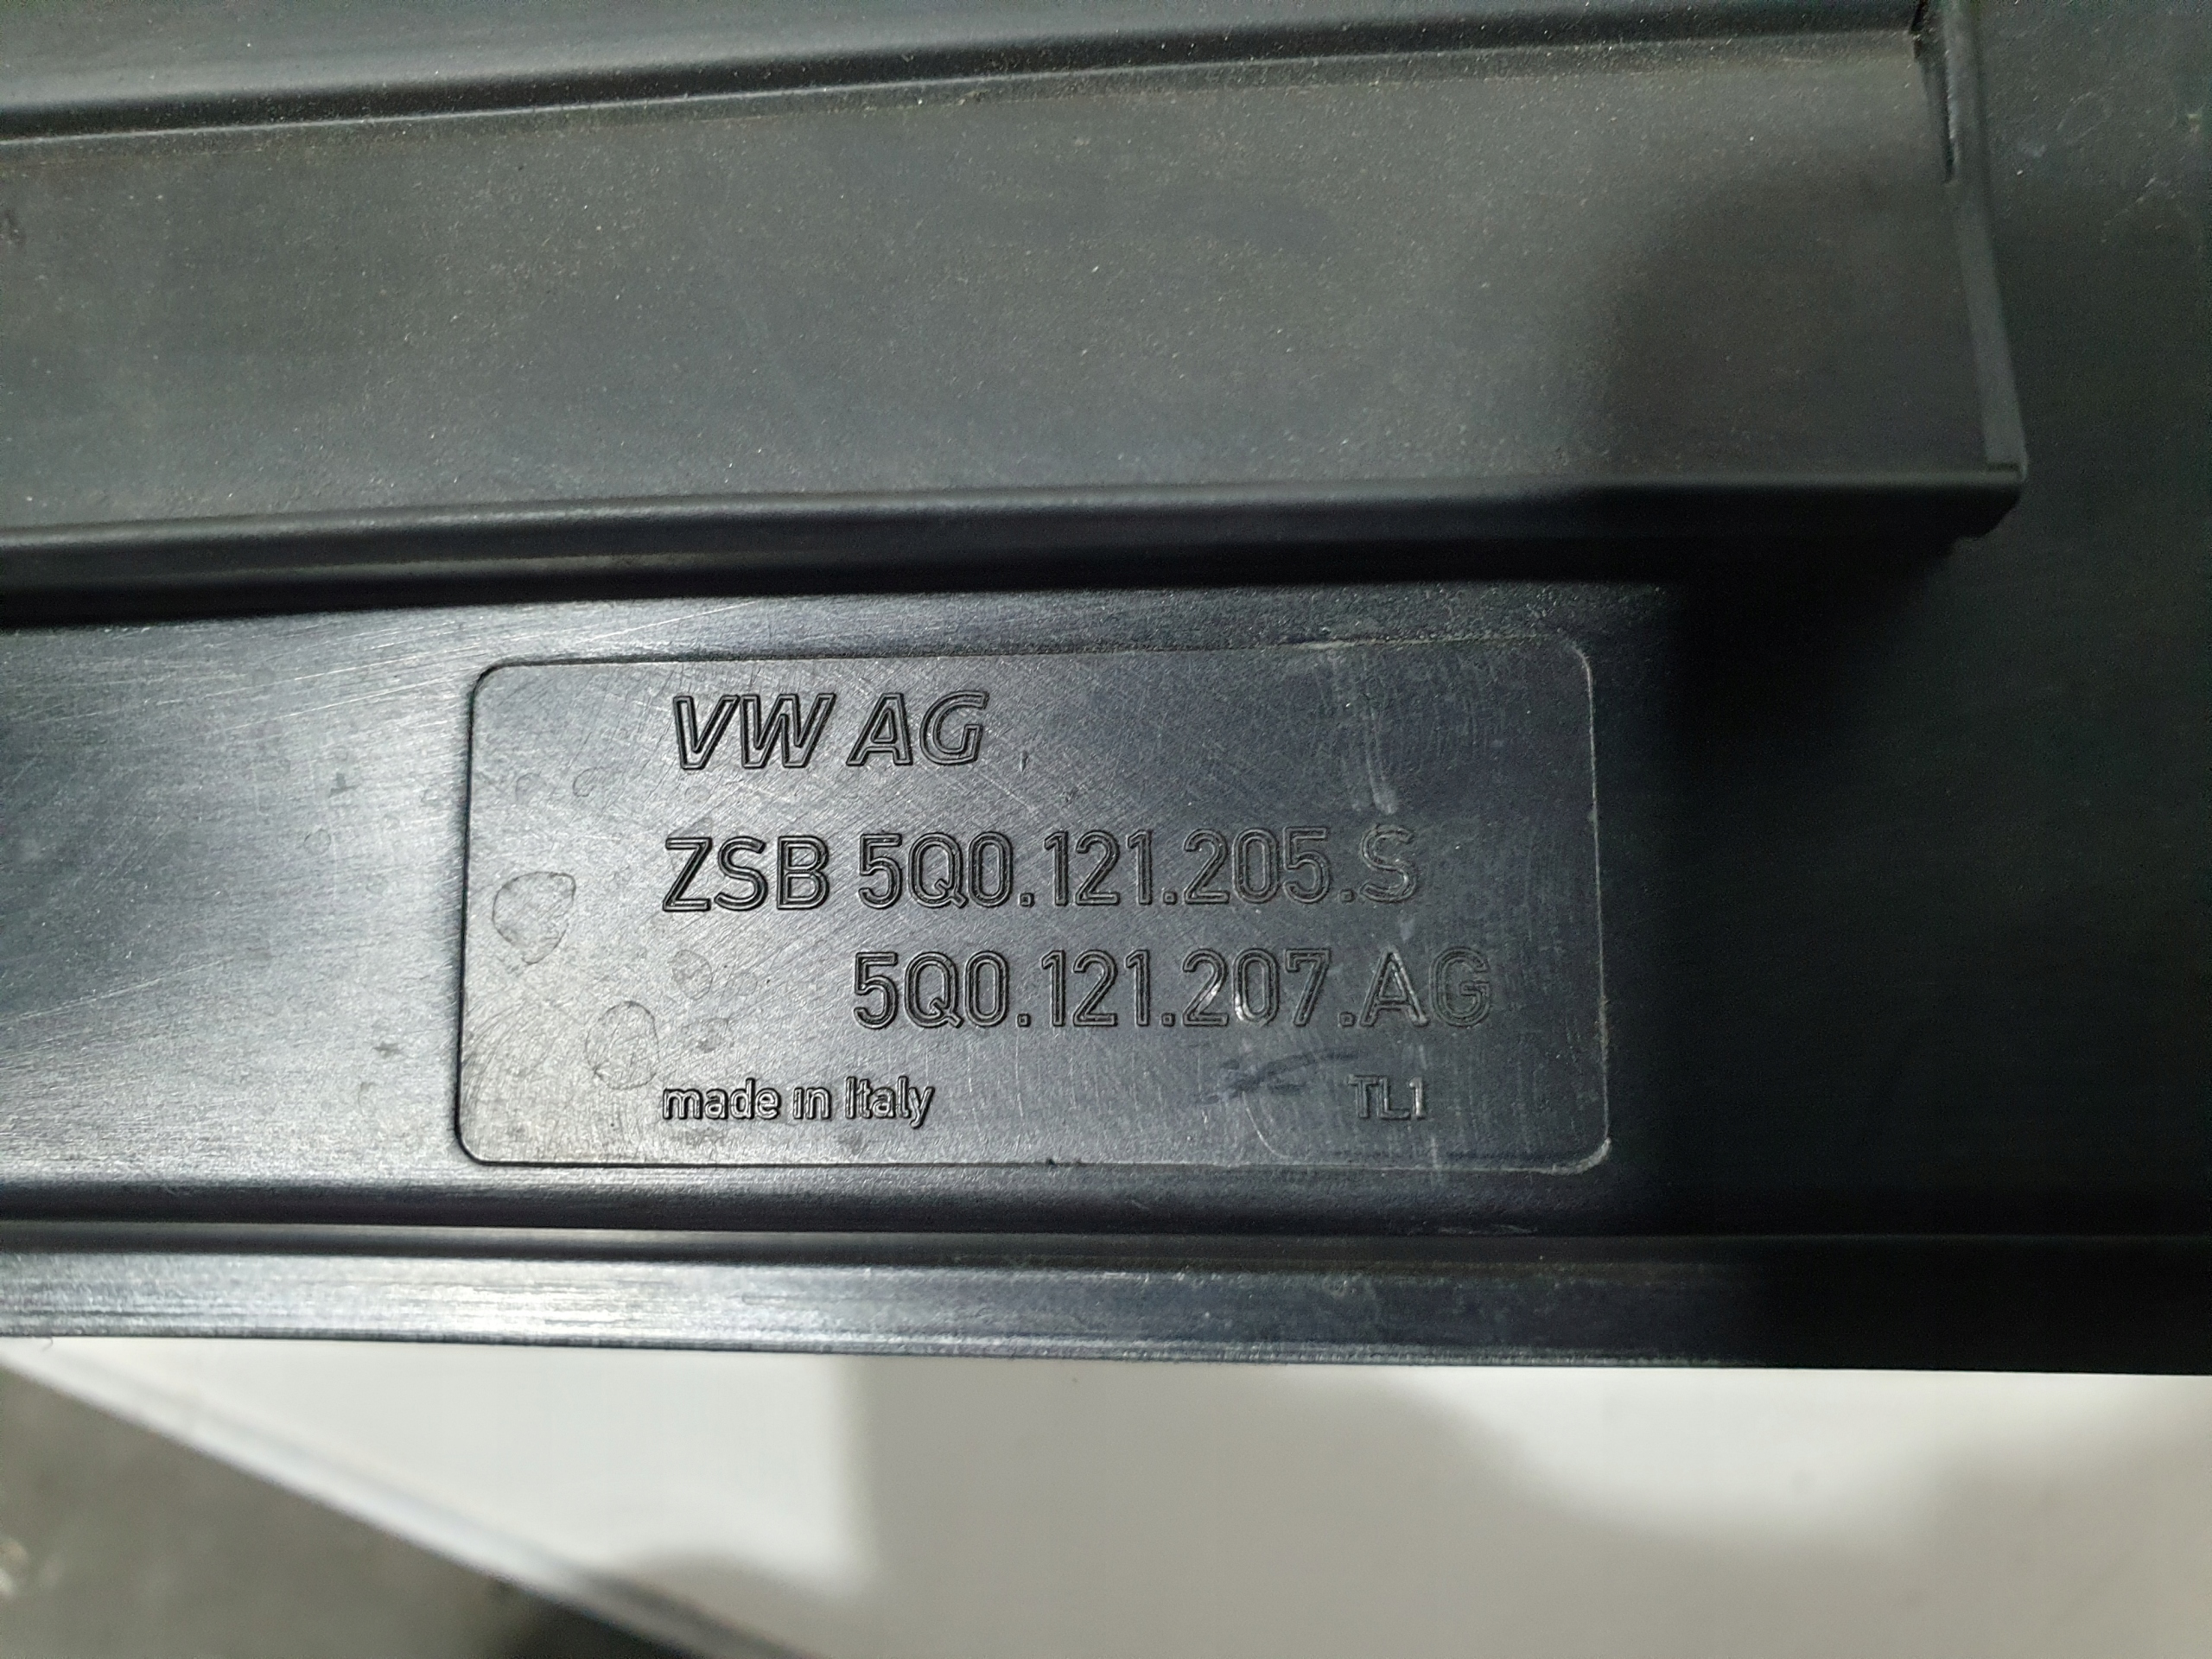 VW AG
ZSB 5Q0.121.205.S
5Q0.121.207.AG
made in Italy TL1